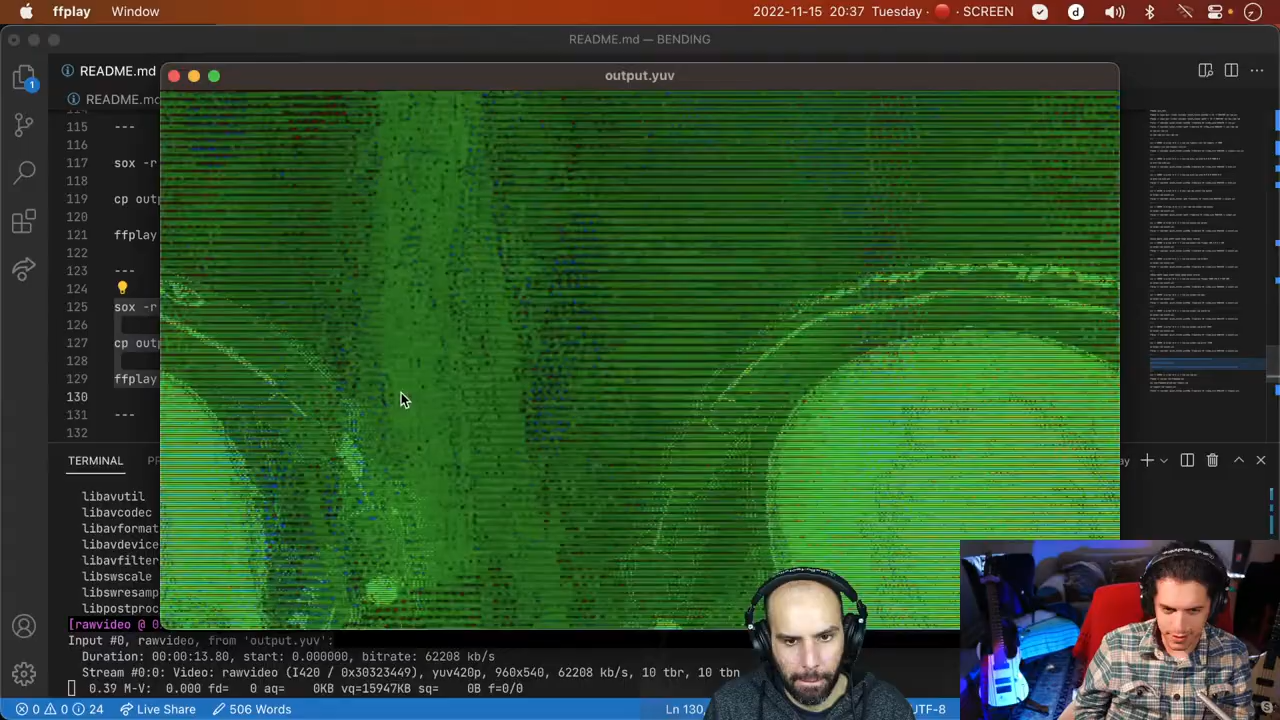 ffplay Window 2022-11-15 20:37 Tuesday SCREEN
README.md — BENDING
README.md
output.yuv
README.md
115 ---
116
117 sox -r
118
119 cp outp
120
121 ffplay
122
123 ---
124
125 sox -r
126
127 cp outp
128
129 ffplay
130
131 ---
132
TERMINAL
libavutil
libavcodec
libavformat
libavdevice
libavfilter
libswscale
libswresamp
libpostproc
[rawvideo @ 0
Input #0, rawvideo, from 'output.yuv':
Duration: 00:00:13.80, start: 0.000000, bitrate: 62208 kb/s
Stream #0:0: Video: rawvideo (I420 / 0x30323449), yuv420p, 960x540, 62208 kb/s, 10 tbr, 10 tbn
0.39 M-V: 0.000 fd= 0 aq= 0KB vq=15947KB sq= 0B f=0/0
0 0 24 Live Share 506 Words Ln 130, UTF-8